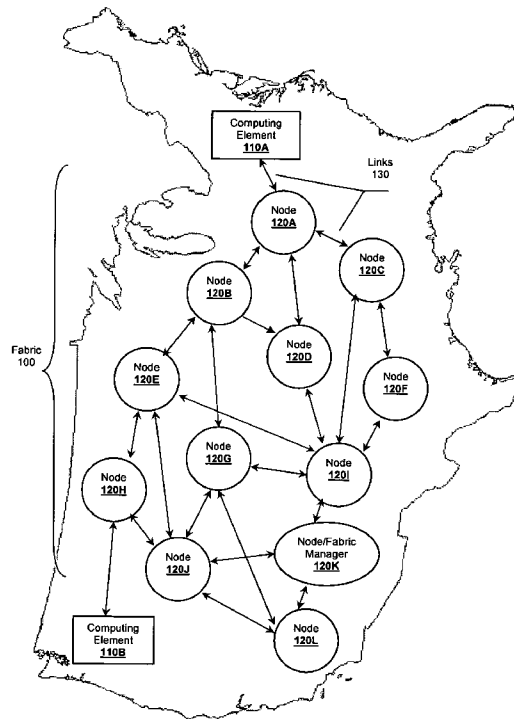 Computing
Element
110A
Links
130
Node
120A
Node
120C
Node
120B
Node
120D
Fabric
100
Node
120E
Node
120F
Node
120G
Node
120I
Node
120H
Node/Fabric
Manager
120K
Node
120J
Computing
Element
110B
Node
120L